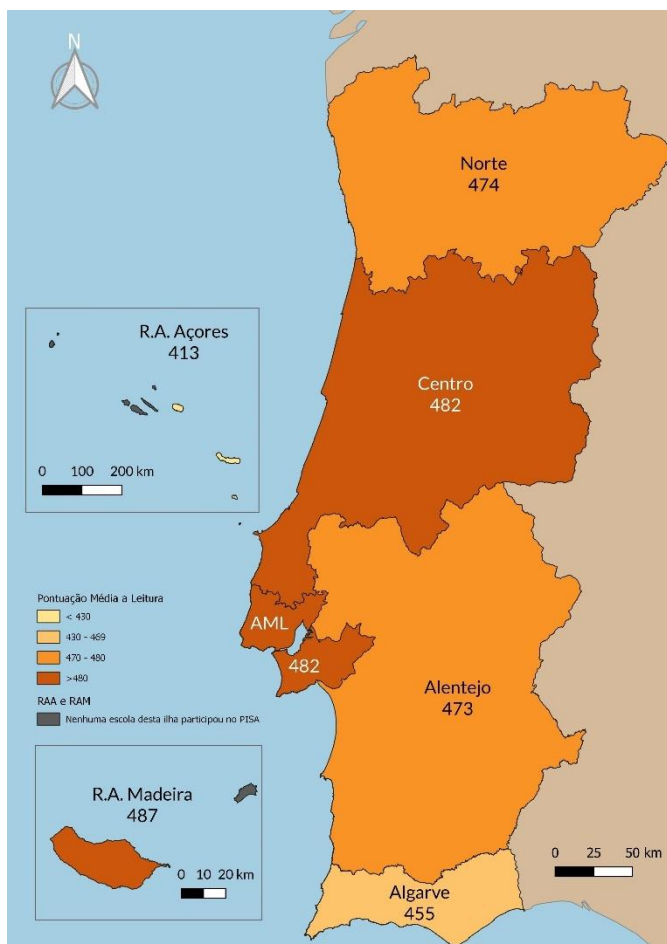 N
Norte
474
R.A. Açores
413
0 100 200 km
Centro
482
Pontuação Média a Leitura
< 430
430 - 469
470 - 480
>480
RAA e RAM
Nenhuma escola desta ilha participou no PISA
AML
482
Alentejo
473
R.A. Madeira
487
0 10 20 km
0 25 50 km
Algarve
455